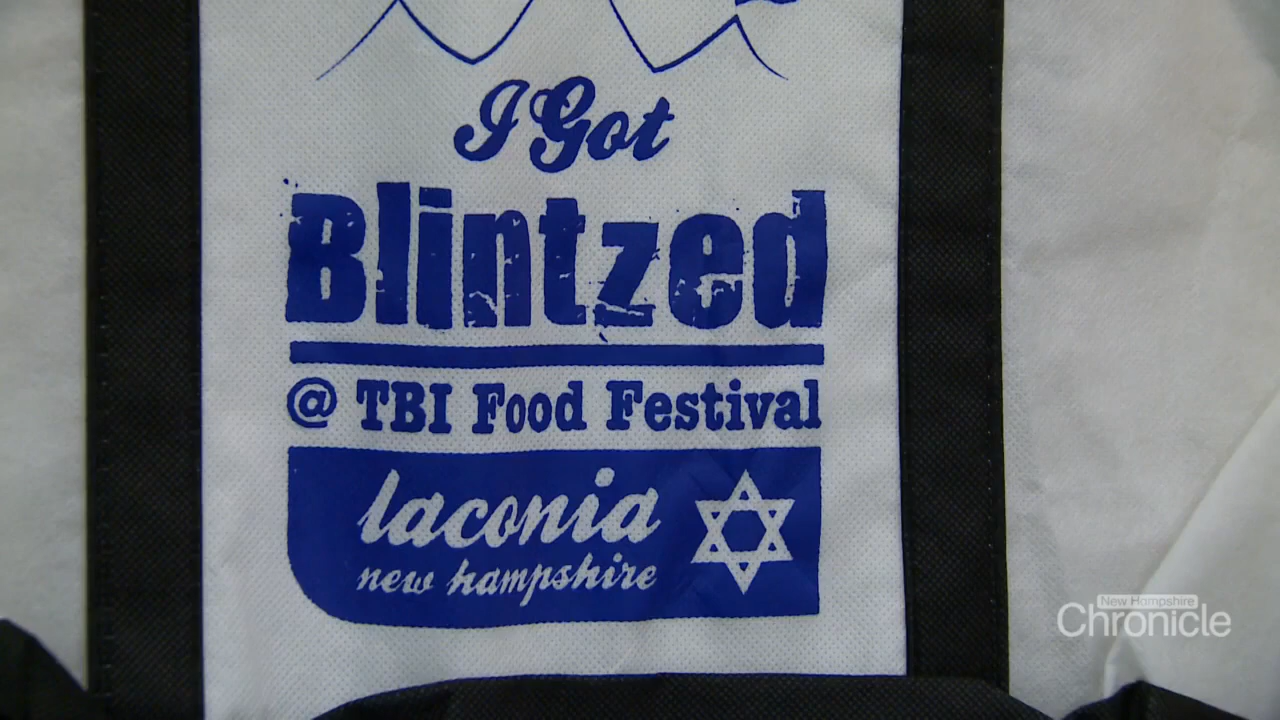 I Got
Blintzed
@ TBI Food Festival
laconia
new hampshire
New Hampshire
Chronicle